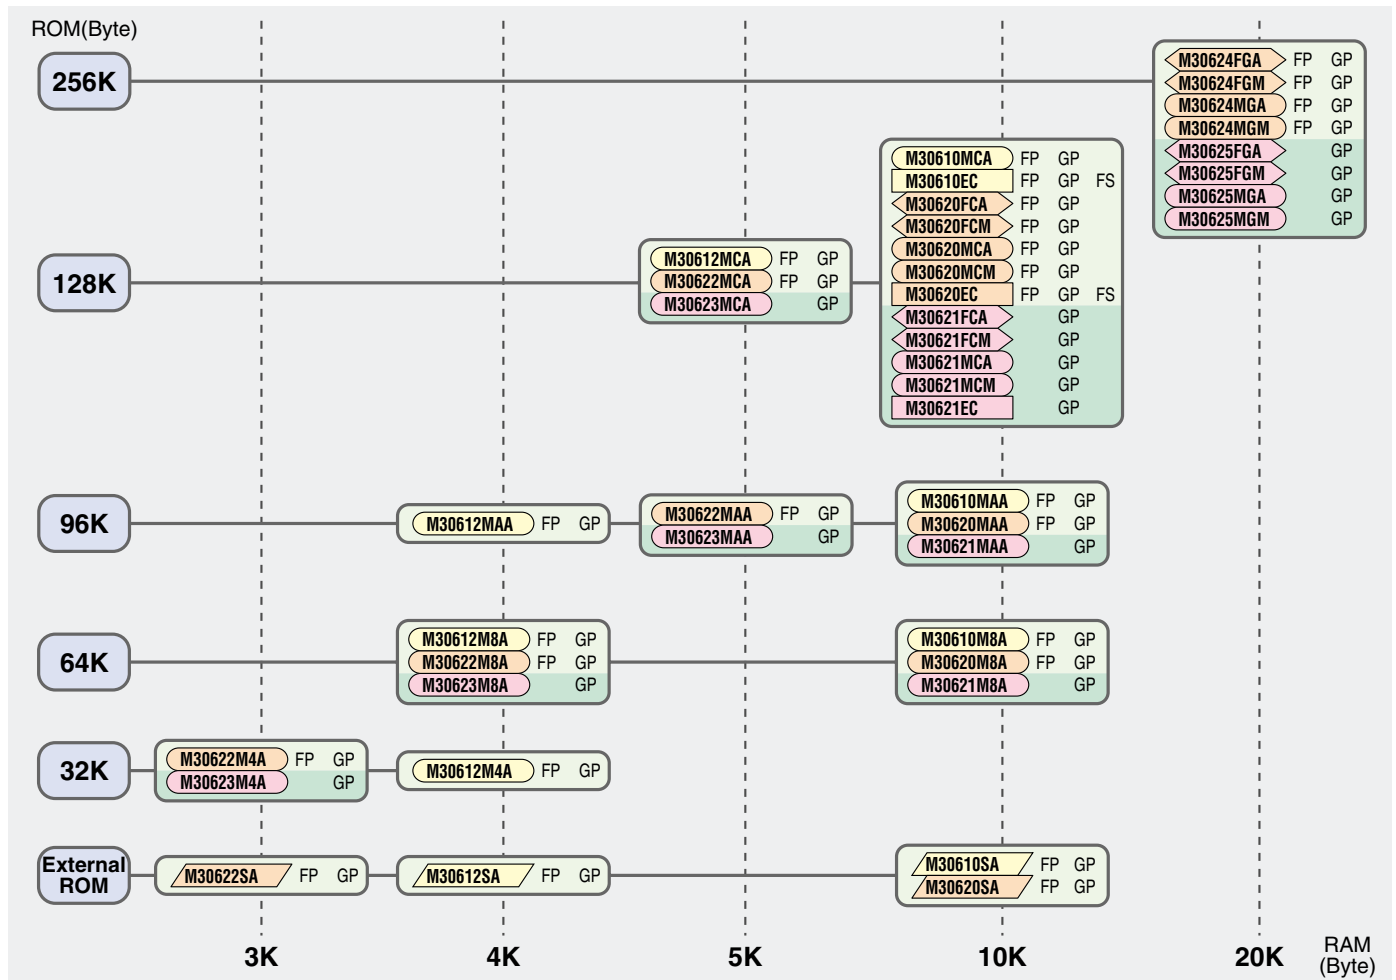 ROM(Byte)
256K
M30624FGA FP GP
M30624FGM FP GP
M30624MGA FP GP
M30624MGM FP GP
M30625FGA GP
M30625FGM GP
M30625MGA GP
M30625MGM GP
128K
M30612MCA FP GP
M30622MCA FP GP
M30623MCA GP
M30610MCA FP GP
M30610EC FP GP FS
M30620FCA FP GP
M30620FCM FP GP
M30620MCA FP GP
M30620MCM FP GP
M30620EC FP GP FS
M30621FCA GP
M30621FCM GP
M30621MCA GP
M30621MCM GP
M30621EC GP
96K
M30612MAA FP GP
M30622MAA FP GP
M30623MAA GP
M30610MAA FP GP
M30620MAA FP GP
M30621MAA GP
64K
M30612M8A FP GP
M30622M8A FP GP
M30623M8A GP
M30610M8A FP GP
M30620M8A FP GP
M30621M8A GP
32K
M30622M4A FP GP
M30623M4A GP
M30612M4A FP GP
External
ROM
M30622SA FP GP
M30612SA FP GP
M30610SA FP GP
M30620SA FP GP
3K 4K 5K 10K 20K
RAM
(Byte)